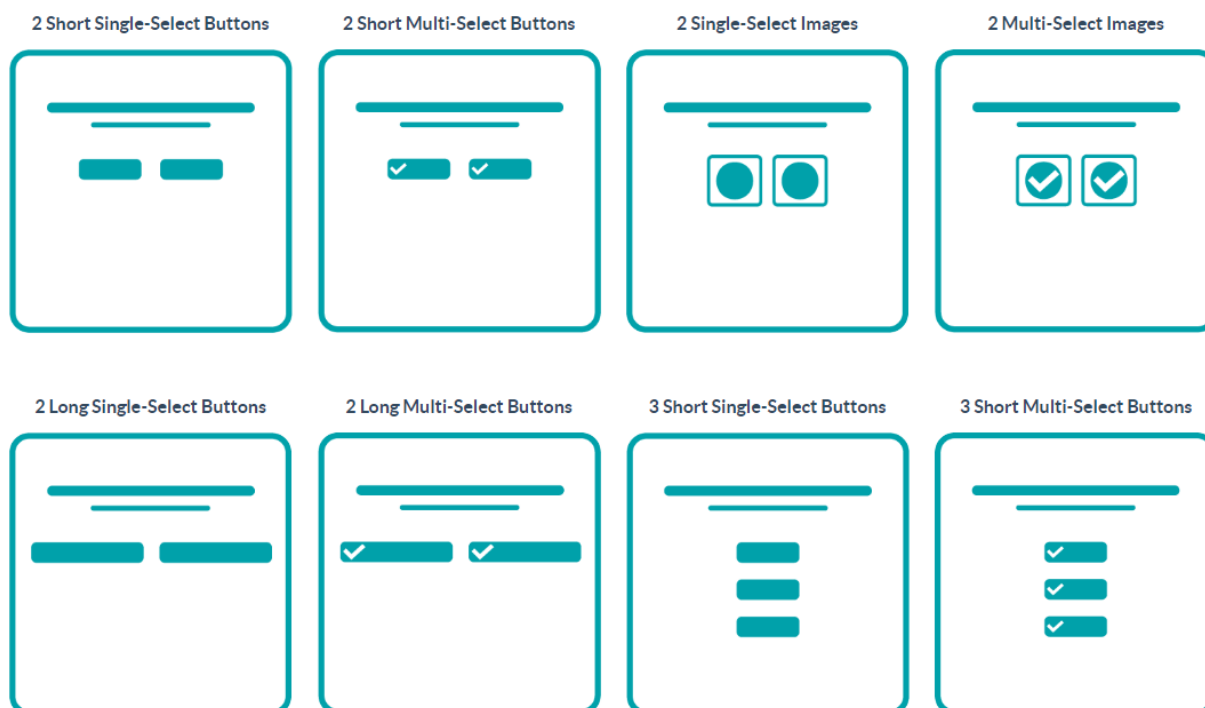 2 Short Single-Select Buttons
2 Short Multi-Select Buttons
2 Single-Select Images
2 Multi-Select Images
2 Long Single-Select Buttons
2 Long Multi-Select Buttons
3 Short Single-Select Buttons
3 Short Multi-Select Buttons